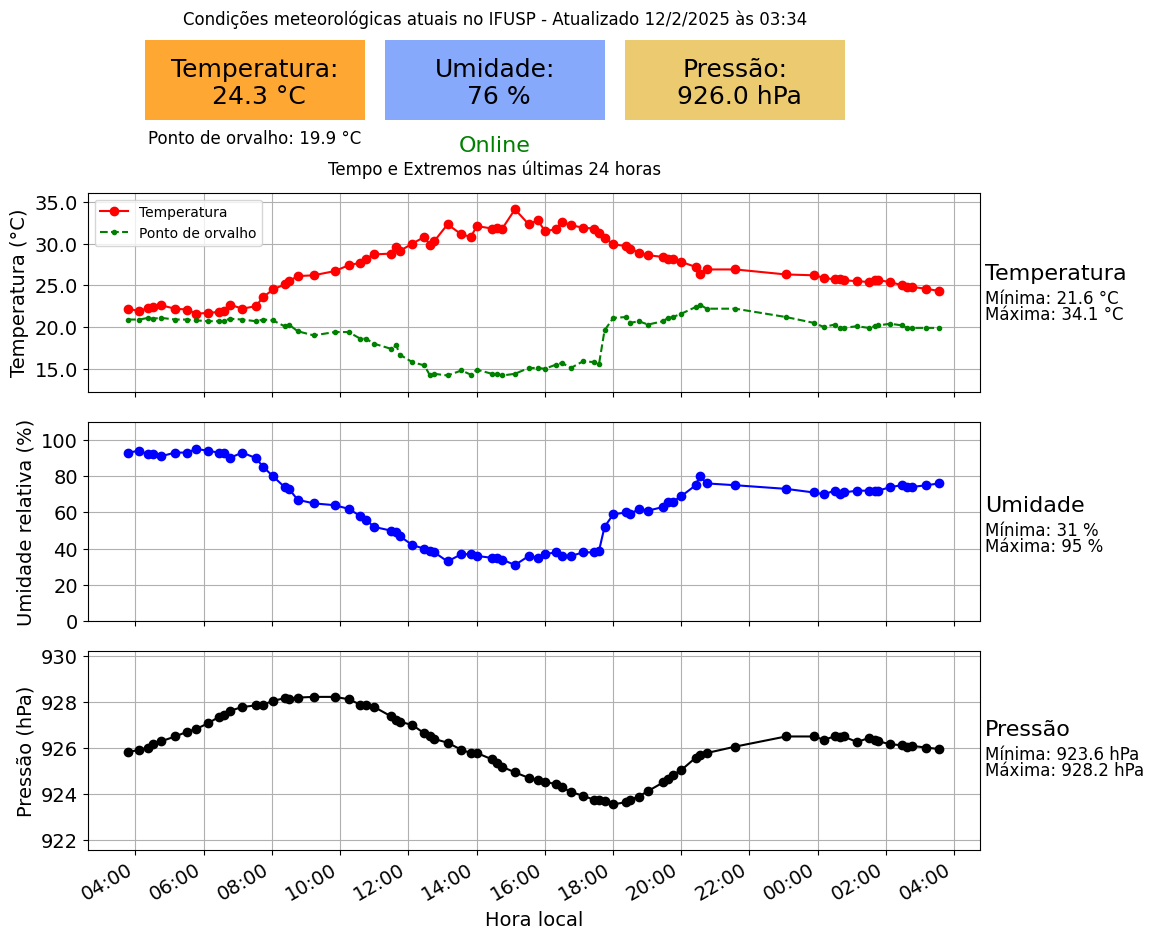 Condições meteorológicas atuais no IFUSP - Atualizado 12/2/2025 às 03:34
Temperatura:
24.3 °C
Umidade:
76 %
Pressão:
926.0 hPa
Ponto de orvalho: 19.9 °C
Online
Tempo e Extremos nas últimas 24 horas
Temperatura (°C)
35.0
30.0
25.0
20.0
15.0
Temperatura
Ponto de orvalho
Temperatura
Mínima: 21.6 °C
Máxima: 34.1 °C
Umidade relativa (%)
100
80
60
40
20
0
Umidade
Mínima: 31 %
Máxima: 95 %
Pressão (hPa)
930
928
926
924
922
Pressão
Mínima: 923.6 hPa
Máxima: 928.2 hPa
04:00 06:00 08:00 10:00 12:00 14:00 16:00 18:00 20:00 22:00 00:00 02:00 04:00
Hora local